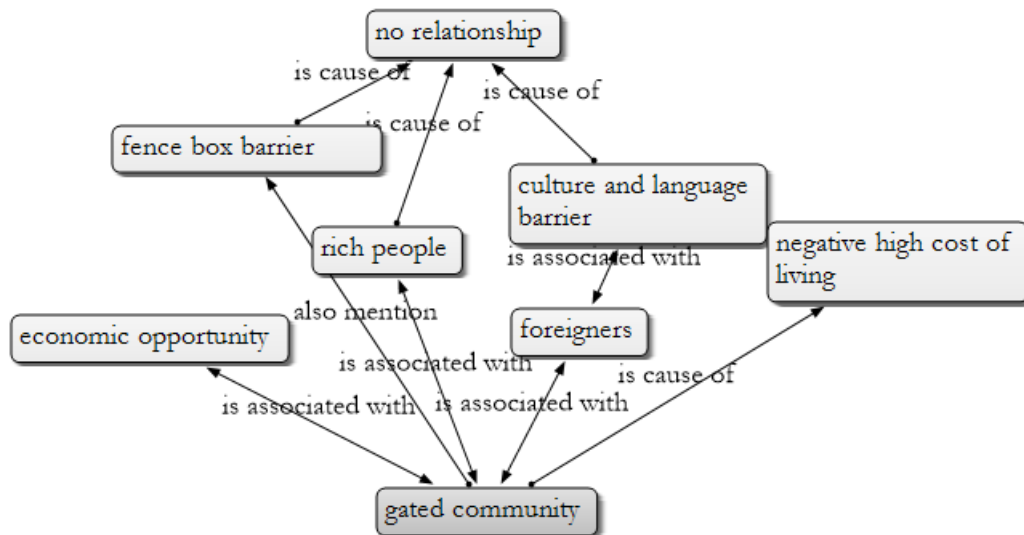 no relationship
is cause of
is cause of
is cause of
fence box barrier
culture and language
barrier
rich people
is associated with
negative high cost of
living
also mention
foreigners
economic opportunity
is associated with
is cause of
is associated with
is associated with
gated community